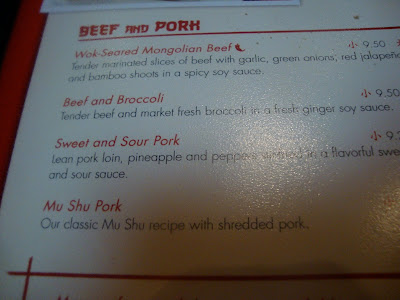 BEEF AND PORK
Wok-Seared Mongolian Beef 小 9.50
Tender marinated slices of beef with garlic, green onions, red jalapeño
and bamboo shoots in a spicy soy sauce.
Beef and Broccoli 小 9.50
Tender beef and market fresh broccoli in a fresh ginger soy sauce.
Sweet and Sour Pork 小
Lean pork loin, pineapple and peppers in a flavorful
and sour sauce.
Mu Shu Pork
Our classic Mu Shu recipe with shredded pork.